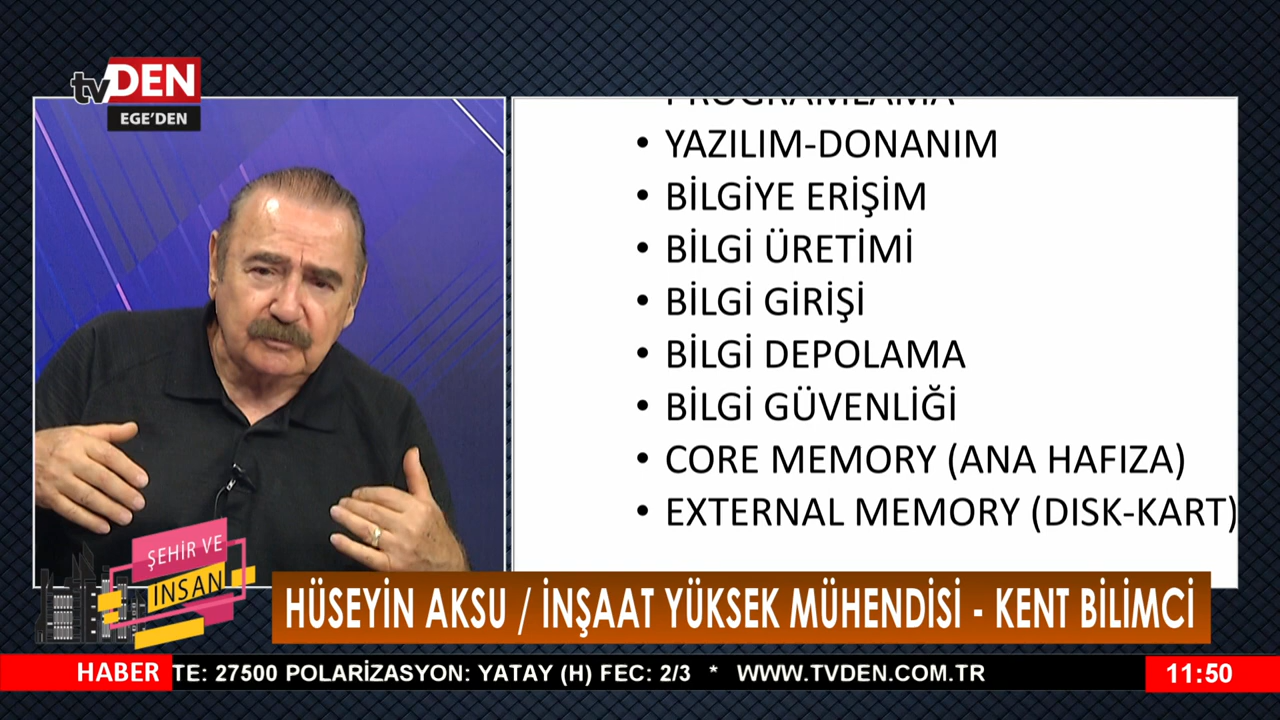 tvDEN
EGE'DEN
PROGRAMLAMA
• YAZILIM-DONANIM
• BİLGİYE ERİŞİM
• BİLGİ ÜRETİMİ
• BİLGİ GİRİŞİ
• BİLGİ DEPOLAMA
• BİLGİ GÜVENLİĞİ
• CORE MEMORY (ANA HAFIZA)
• EXTERNAL MEMORY (DISK-KART)
ŞEHİR VE
INSAN
HÜSEYİN AKSU / İNŞAAT YÜKSEK MÜHENDİSİ - KENT BİLİMCİ
HABER TE: 27500 POLARİZASYON: YATAY (H) FEC: 2/3 * WWW.TVDEN.COM.TR 11:50